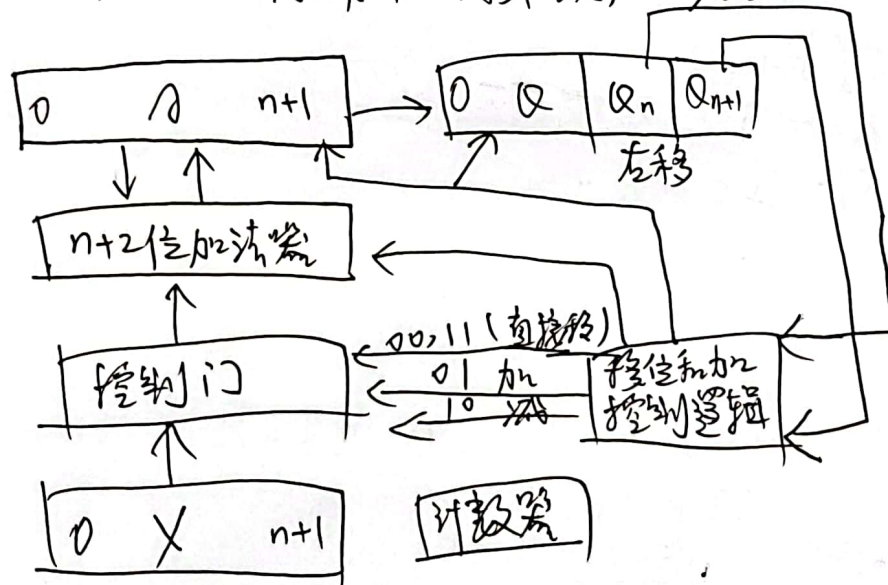 0 A n+1
0 Q Qn Qn+1
右移
n+2位加法器
00,11(直接移)
01 加
10 减
控制门
移位和加
控制逻辑
0 X n+1
计数器